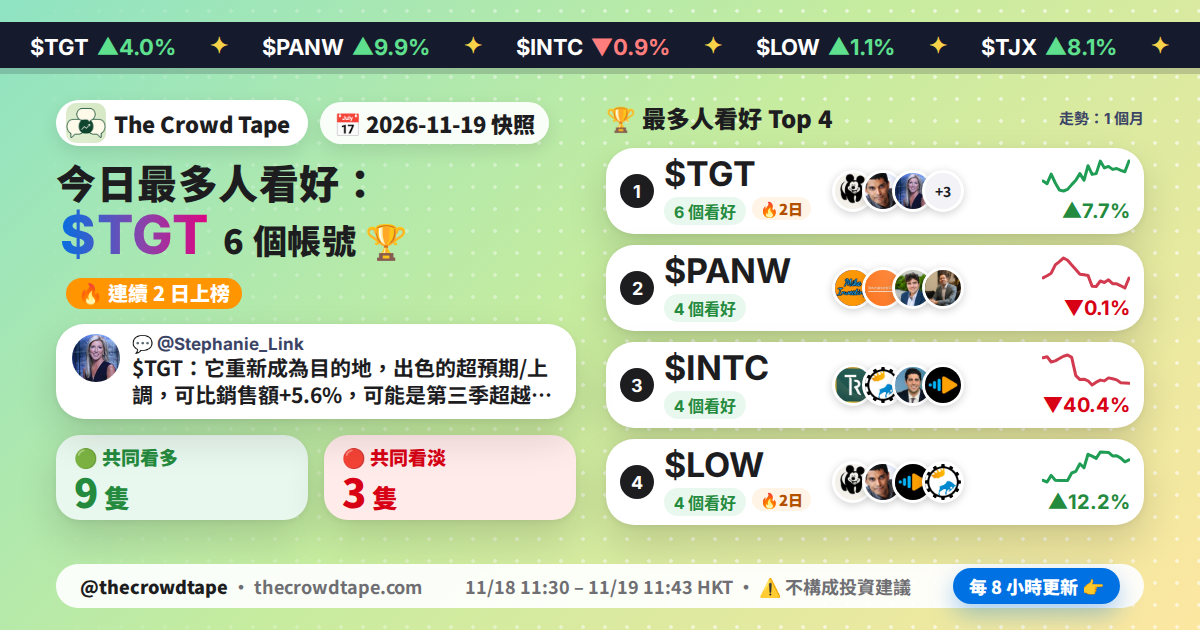 $TGT ▲4.0% ✦ $PANW ▲9.9% ✦ $INTC ▼0.9% ✦ $LOW ▲1.1% ✦ $TJX ▲8.1% ✦
The Crowd Tape
📅 2026-11-19 快照
今日最多人看好：
$TGT 6 個帳號 🏆
🔥 連續 2 日上榜
💬 @Stephanie_Link
$TGT：它重新成為目的地，出色的超預期/上
調，可比銷售額+5.6%，可能是第三季超越…
🟢 共同看多
9 隻
🔴 共同看淡
3 隻
🏆 最多人看好 Top 4
走勢：1 個月
1 $TGT
6 個看好 🔥2日
+3
▲7.7%
2 $PANW
4 個看好
▼0.1%
3 $INTC
4 個看好
▼40.4%
4 $LOW
4 個看好 🔥2日
▲12.2%
@thecrowdtape • thecrowdtape.com
11/18 11:30 – 11/19 11:43 HKT • ⚠️ 不構成投資建議
每 8 小時更新 👉